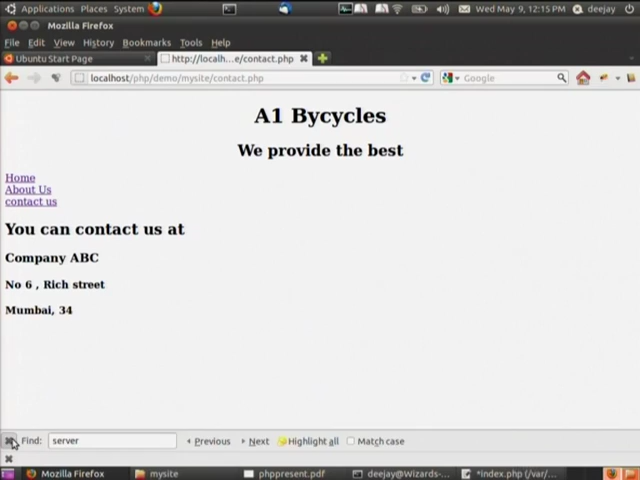 Applications Places System
Wed May 9, 12:15 PM deejay
Mozilla Firefox
File Edit View History Bookmarks Tools Help
Ubuntu Start Page
http://localh...e/contact.php
localhost/php/demo/mysite/contact.php
Google
A1 Bycycles
We provide the best
Home
About Us
contact us
You can contact us at
Company ABC
No 6 , Rich street
Mumbai, 34
Find: server Previous Next Highlight all Match case
Mozilla Firefox
mysite
phppresent.pdf
deejay@Wizards-...
*index.php (/var/...